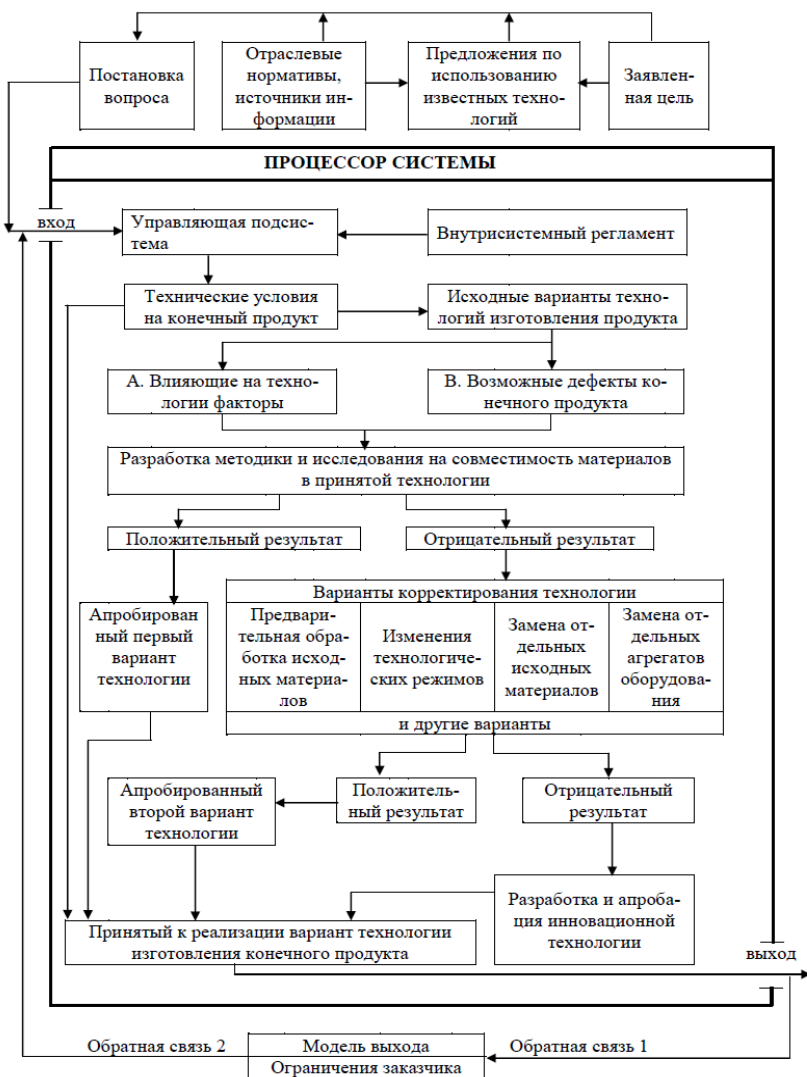 Постановка
вопроса
Отраслевые
нормативы,
источники ин-
формации
Предложения по
использованию
известных техно-
логий
Заявлен-
ная цель
ПРОЦЕССОР СИСТЕМЫ
вход
Управляющая подсис-
тема
Внутрисистемный регламент
Технические условия
на конечный продукт
Исходные варианты техно-
логий изготовления продукта
А. Влияющие на техно-
логии факторы
В. Возможные дефекты ко-
нечного продукта
Разработка методики и исследования на совместимость материалов
в принятой технологии
Положительный результат
Отрицательный результат
Варианты корректирования технологии
Апробирован
ный первый
вариант
технологии
Предвари-
тельная обра-
ботка исход-
ных материа-
лов
Изменения
технологичес-
ких режимов
Замена от-
дельных
исходных
материалов
Замена от-
дельных
агрегатов
оборудова-
ния
и другие варианты
Апробированный
второй вариант
технологии
Положитель-
ный результат
Отрицательный
результат
Разработка и апроба-
ция инновационной
технологии
Принятый к реализации вариант технологии
изготовления конечного продукта
выход
Обратная связь 2
Модель выхода
Ограничения заказчика
Обратная связь 1